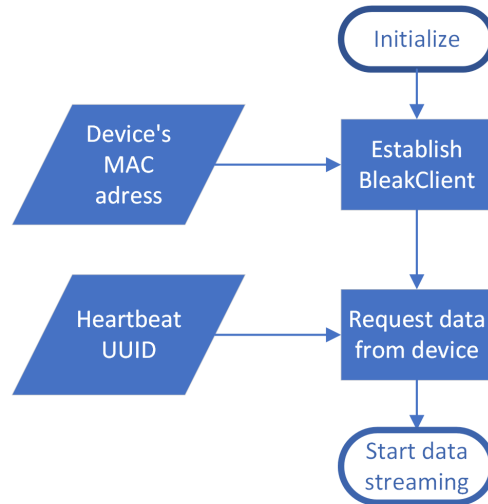 Initialize
Device's
MAC
adress
Establish
BleakClient
Heartbeat
UUID
Request data
from device
Start data
streaming